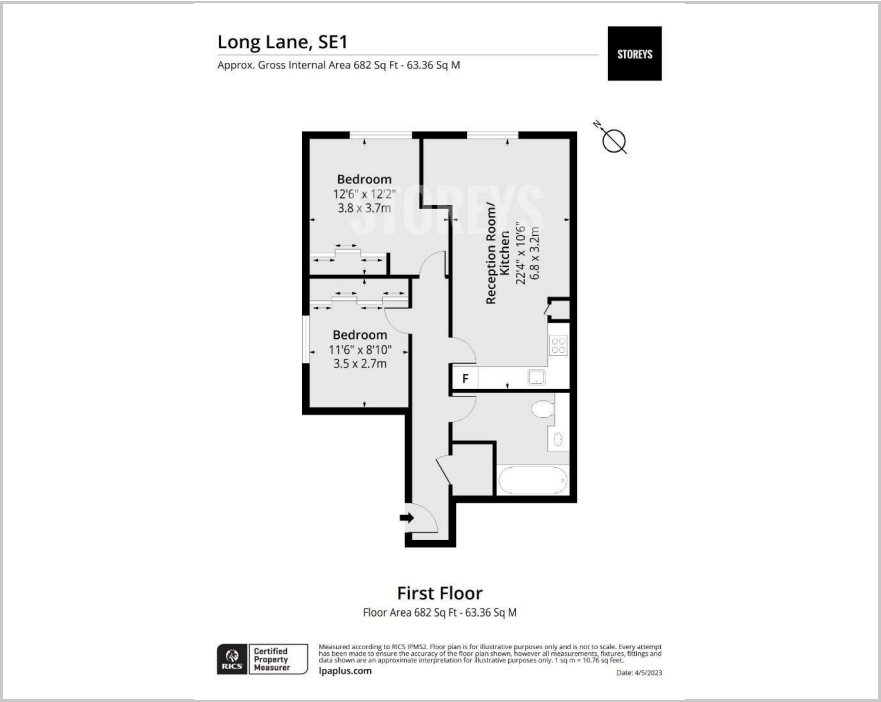 Long Lane, SE1
Approx. Gross Internal Area 682 Sq Ft - 63.36 Sq M
STOREYS
N
Bedroom
12'6" x 12'2"
3.8 x 3.7m
STOREYS
Reception Room/
Kitchen
22'4" x 10'6"
6.8 x 3.2m
Bedroom
11'6" x 8'10"
3.5 x 2.7m
F
First Floor
Floor Area 682 Sq Ft - 63.36 Sq M
RICS
Certified
Property
Measurer
Measured according to RICS IPMS2. Floor plan is for illustrative purposes only and is not to scale. Every attempt
has been made to ensure the accuracy of the floor plan shown, however all measurements, fixtures, fittings and
data shown are an approximate interpretation for illustrative purposes only. 1 sq m = 10.76 sq feet.
lpaplus.com
Date: 4/5/2023